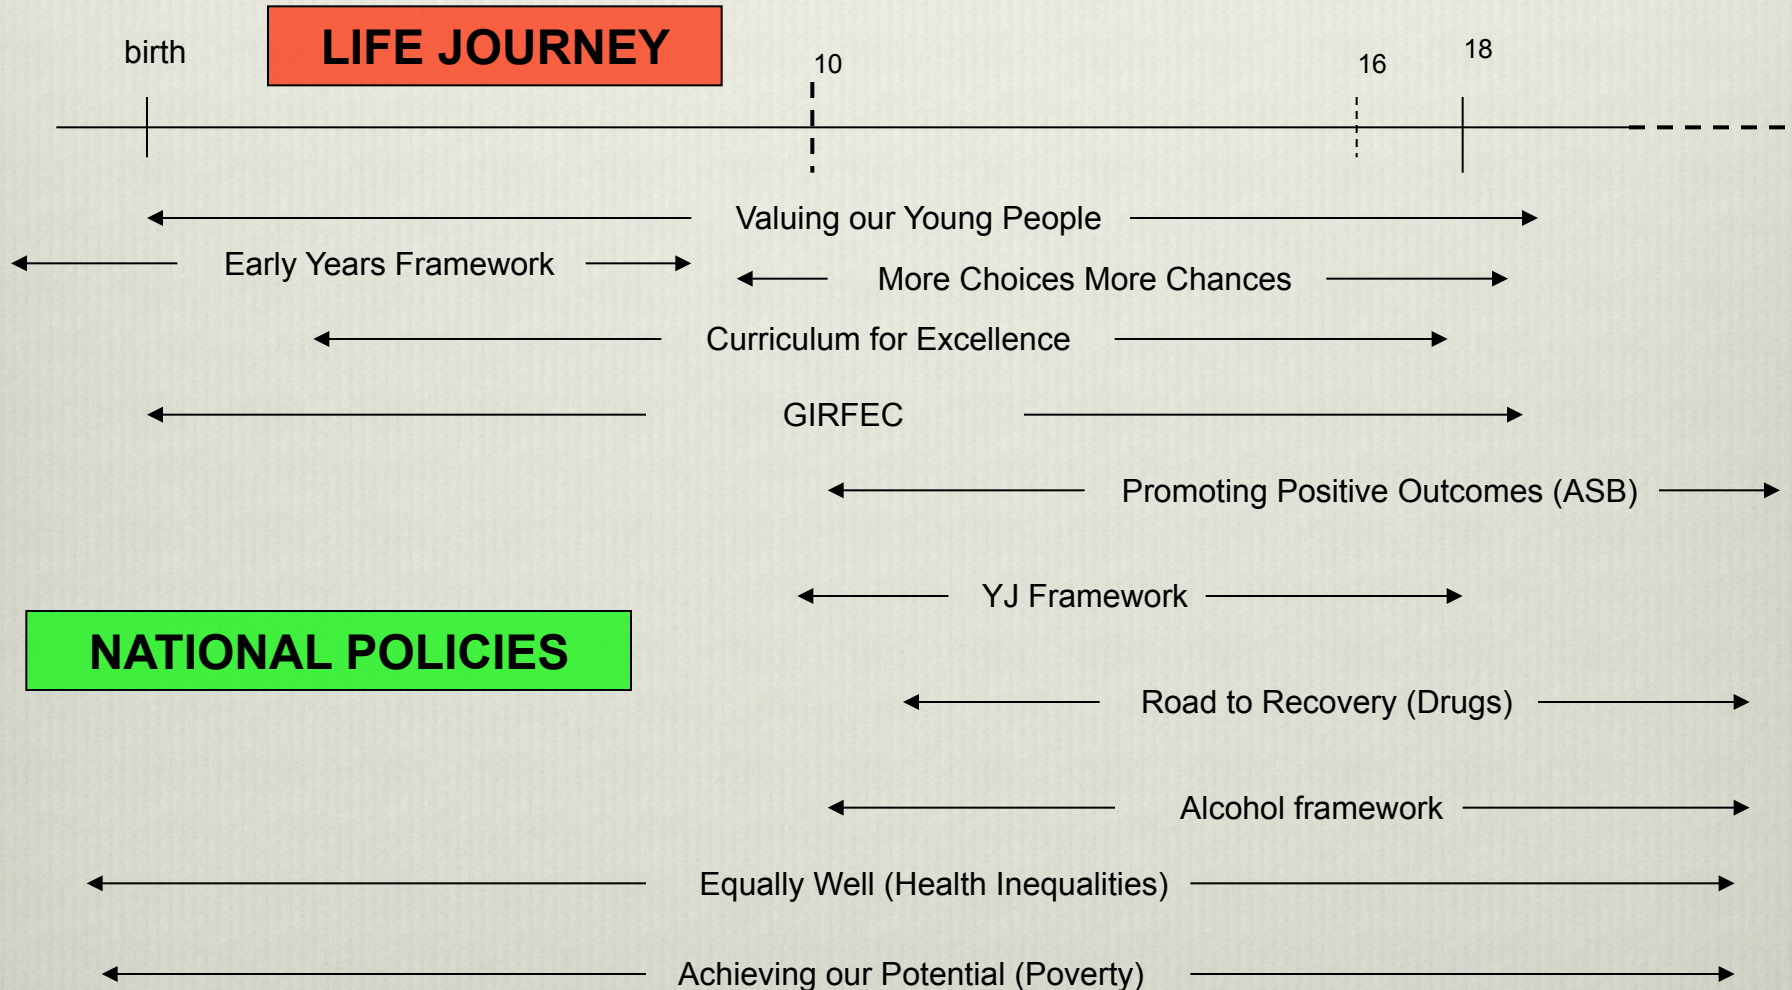 LIFE JOURNEY
birth
10
16
18
Valuing our Young People
Early Years Framework
More Choices More Chances
Curriculum for Excellence
GIRFEC
Promoting Positive Outcomes (ASB)
YJ Framework
NATIONAL POLICIES
Road to Recovery (Drugs)
Alcohol framework
Equally Well (Health Inequalities)
Achieving our Potential (Poverty)